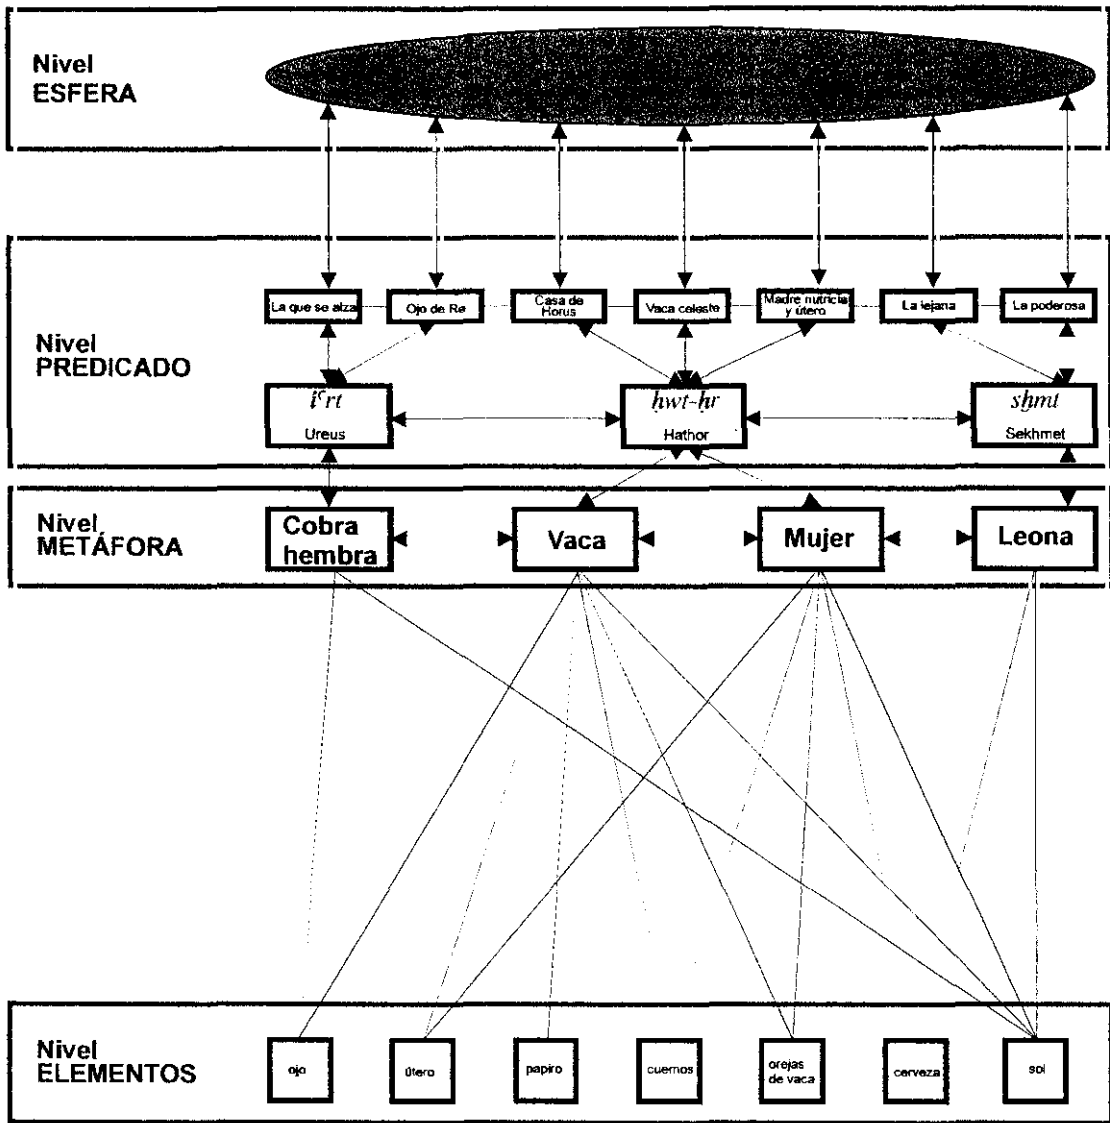 Nivel
ESFERA
La que se alza
Ojo de Re
Casa de
Horus
Vaca celeste
Madre nutricia
y útero
La lejana
La poderosa
Nivel
PREDICADO
iʿrt
Ureus
ḥwt-ḥr
Hathor
sḫmt
Sekhmet
Nivel
METÁFORA
Cobra
hembra
Vaca
Mujer
Leona
Nivel
ELEMENTOS
ojo
útero
papiro
cuernos
orejas
de vaca
cerveza
sol